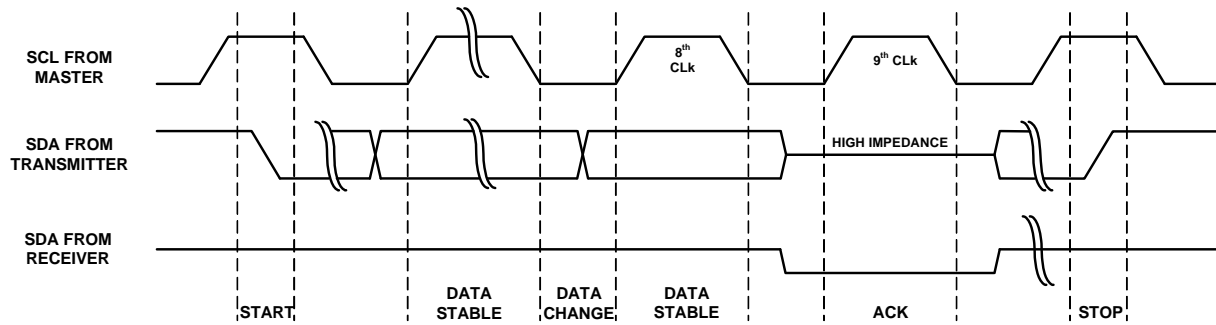 SCL FROM
MASTER
8th
CLk
9th CLk
SDA FROM
TRANSMITTER
HIGH IMPEDANCE
SDA FROM
RECEIVER
START
DATA
STABLE
DATA
CHANGE
DATA
STABLE
ACK
STOP